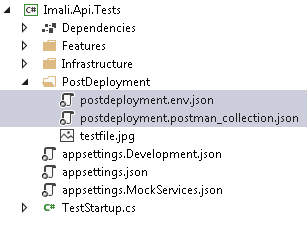 Imali.Api.Tests
Dependencies
Features
Infrastructure
PostDeployment
postdeployment.env.json
postdeployment.postman_collection.json
testfile.jpg
appsettings.Development.json
appsettings.json
appsettings.MockServices.json
C# TestStartup.cs